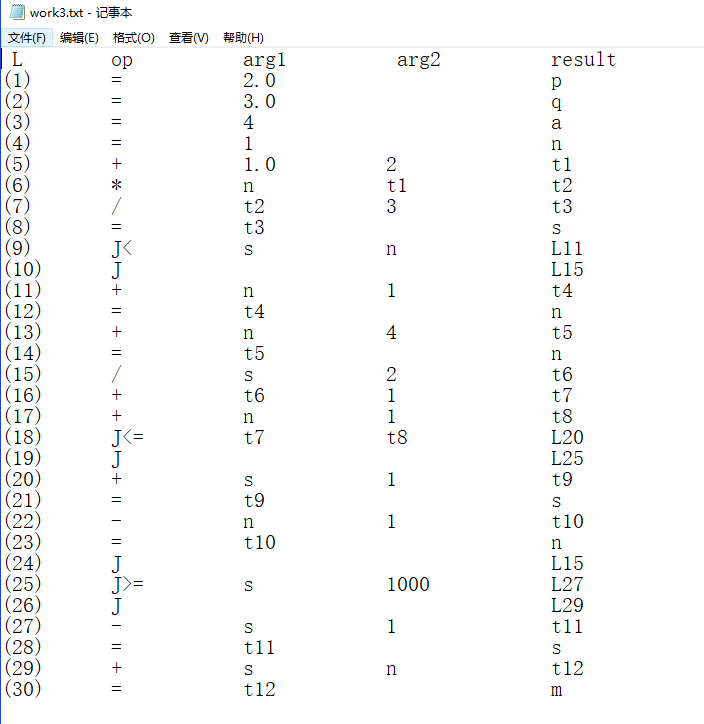 work3.txt - 记事本
文件(F) 编辑(E) 格式(O) 查看(V) 帮助(H)
L op arg1 arg2 result
(1) = 2.0 p
(2) = 3.0 q
(3) = 4 a
(4) = 1 n
(5) + 1.0 2 t1
(6) * n t1 t2
(7) / t2 3 t3
(8) = t3 s
(9) J< s n L11
(10) J L15
(11) + n 1 t4
(12) = t4 n
(13) + n 4 t5
(14) = t5 n
(15) / s 2 t6
(16) + t6 1 t7
(17) + n 1 t8
(18) J<= t7 t8 L20
(19) J L25
(20) + s 1 t9
(21) = t9 s
(22) - n 1 t10
(23) = t10 n
(24) J L15
(25) J>= s 1000 L27
(26) J L29
(27) - s 1 t11
(28) = t11 s
(29) + s n t12
(30) = t12 m